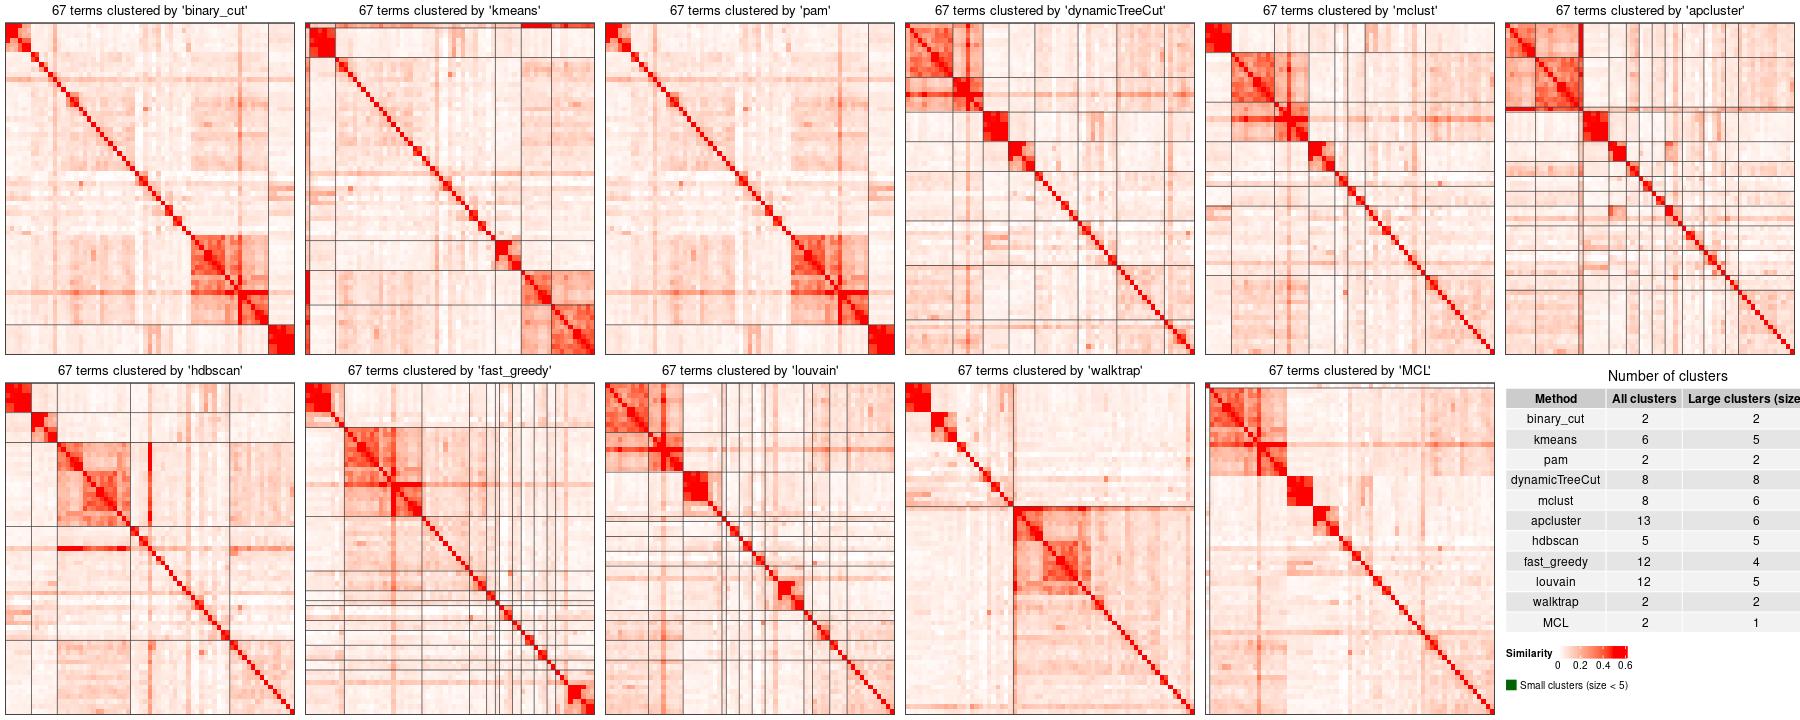 67 terms clustered by 'binary_cut'
67 terms clustered by 'kmeans'
67 terms clustered by 'pam'
67 terms clustered by 'dynamicTreeCut'
67 terms clustered by 'mclust'
67 terms clustered by 'apcluster'
67 terms clustered by 'hdbscan'
67 terms clustered by 'fast_greedy'
67 terms clustered by 'louvain'
67 terms clustered by 'walktrap'
67 terms clustered by 'MCL'
Number of clusters
Method All clusters Large clusters (size
binary_cut 2 2
kmeans 6 5
pam 2 2
dynamicTreeCut 8 8
mclust 8 6
apcluster 13 6
hdbscan 5 5
fast_greedy 12 4
louvain 12 5
walktrap 2 2
MCL 2 1
Similarity
0 0.2 0.4 0.6
Small clusters (size < 5)